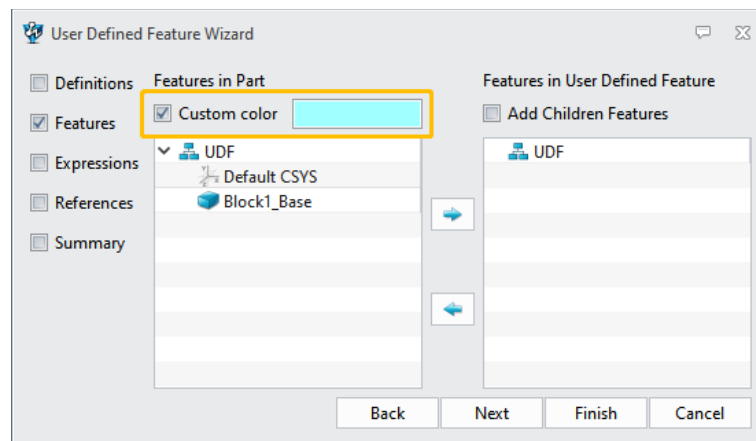 User Defined Feature Wizard
Definitions
Features
Expressions
References
Summary
Features in Part
Custom color
UDF
Default CSYS
Block1_Base
Features in User Defined Feature
Add Children Features
UDF
Back
Next
Finish
Cancel